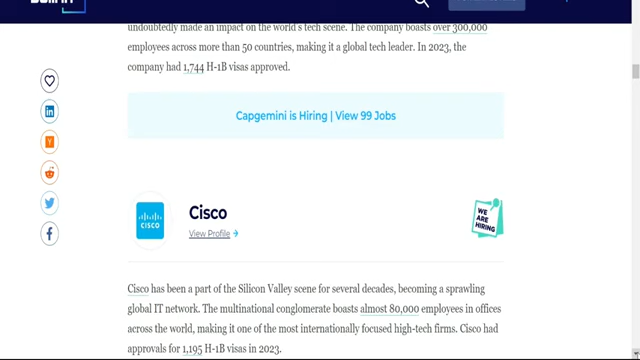 undoubtedly made an impact on the world's tech scene. The company boasts over 300,000
employees across more than 50 countries, making it a global tech leader. In 2023, the
company had 1,744 H-1B visas approved.
Capgemini is Hiring | View 99 Jobs
CISCO
Cisco
View Profile
WE
ARE
HIRING
Cisco has been a part of the Silicon Valley scene for several decades, becoming a sprawling
global IT network. The multinational conglomerate boasts almost 80,000 employees in offices
across the world, making it one of the most internationally focused high-tech firms. Cisco had
approvals for 1,195 H-1B visas in 2023.